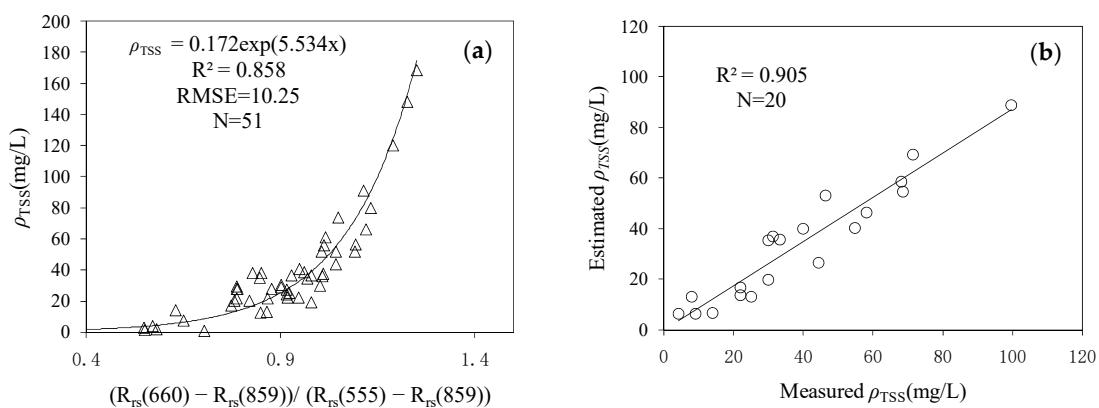 200
180
160
140
120
100
80
60
40
20
0
ρTSS(mg/L)
ρTSS = 0.172exp(5.534x)
R² = 0.858
RMSE=10.25
N=51
(a)
0.4 0.9 1.4
(Rrs(660) − Rrs(859))/ (Rrs(555) − Rrs(859))
120
100
80
60
40
20
0
Estimated ρTSS(mg/L)
R² = 0.905
N=20
(b)
0 20 40 60 80 100 120
Measured ρTSS(mg/L)